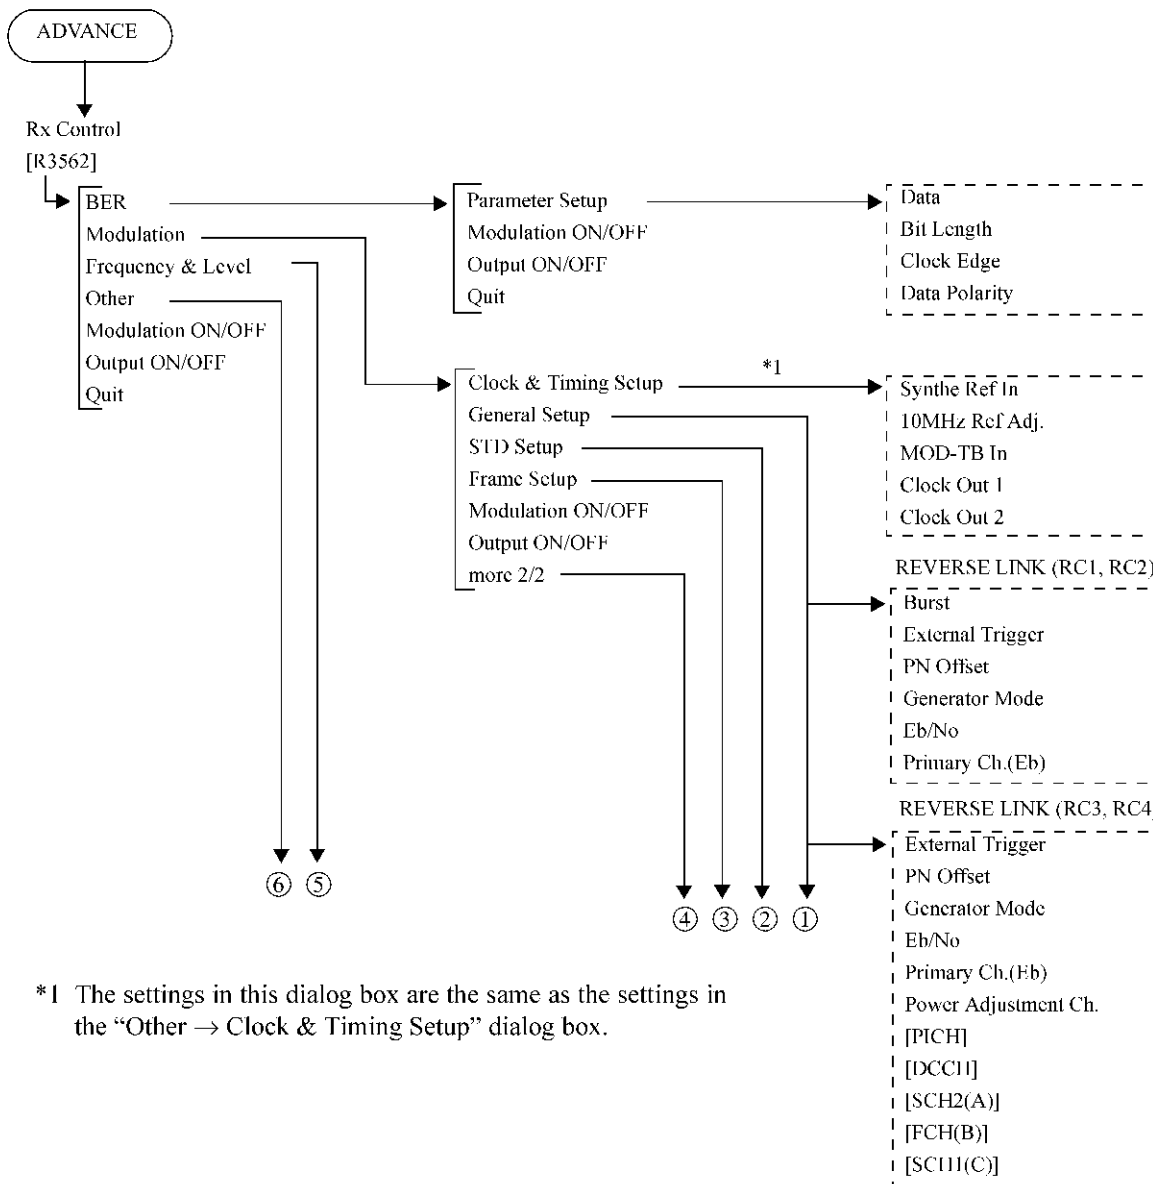 ADVANCE
Rx Control
[R3562]
BER
Modulation
Frequency & Level
Other
Modulation ON/OFF
Output ON/OFF
Quit
Parameter Setup
Modulation ON/OFF
Output ON/OFF
Quit
Data
Bit Length
Clock Edge
Data Polarity
*1
Clock & Timing Setup
General Setup
STD Setup
Frame Setup
Modulation ON/OFF
Output ON/OFF
more 2/2
Synthe Ref In
10MHz Ref Adj.
MOD-TB In
Clock Out 1
Clock Out 2
REVERSE LINK (RC1, RC2)
Burst
External Trigger
PN Offset
Generator Mode
Eb/No
Primary Ch.(Eb)
REVERSE LINK (RC3, RC4
External Trigger
PN Offset
Generator Mode
Eb/No
Primary Ch.(Eb)
Power Adjustment Ch.
[PICH]
[DCCH]
[SCH2(A)]
[FCH(B)]
[SCH1(C)]
⑥ ⑤
④ ③ ② ①
*1 The settings in this dialog box are the same as the settings in
the “Other → Clock & Timing Setup” dialog box.